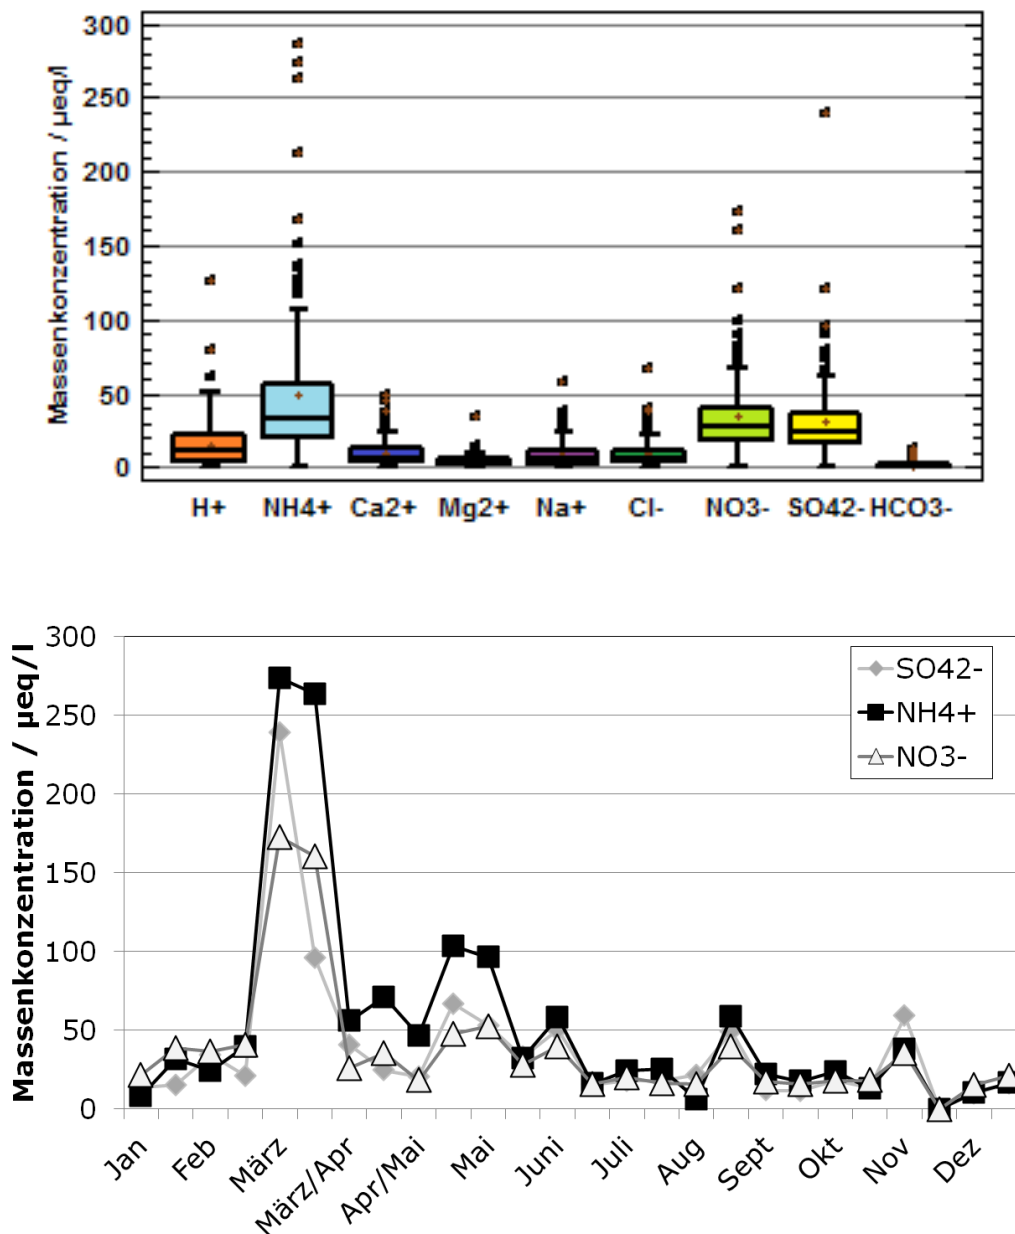 300
250
200
150
100
50
0
Massenkonzentration / µeq/l
H+ NH4+ Ca2+ Mg2+ Na+ Cl- NO3- SO42- HCO3-
300
250
200
150
100
50
0
Massenkonzentration / µeq/l
SO42-
NH4+
NO3-
Jan Feb März März/Apr Apr/Mai Mai Juni Juli Aug Sept Okt Nov Dez